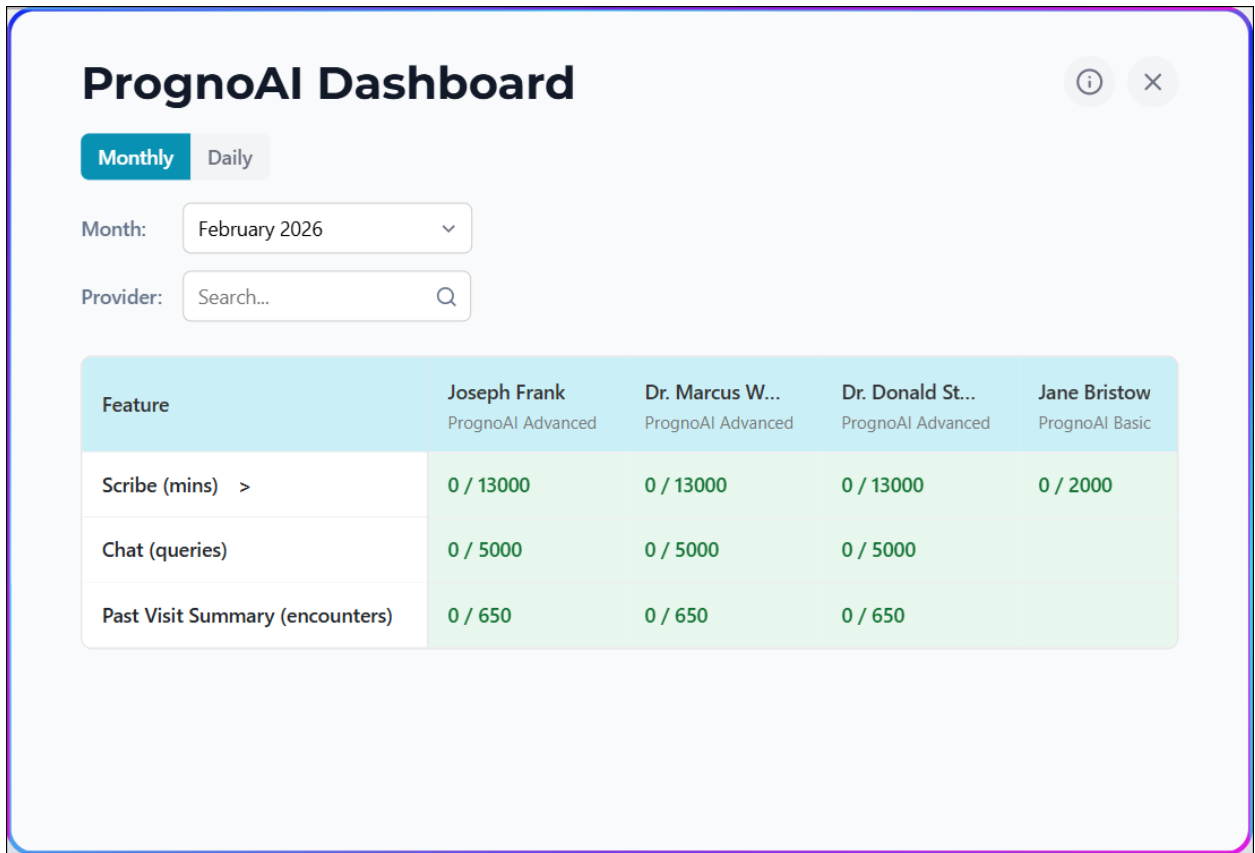 PrognoAI Dashboard
Monthly Daily
Month: February 2026
Provider: Search...
Feature Joseph Frank Dr. Marcus W... Dr. Donald St... Jane Bristow
PrognoAI Advanced PrognoAI Advanced PrognoAI Advanced PrognoAI Basic
Scribe (mins) > 0 / 13000 0 / 13000 0 / 13000 0 / 2000
Chat (queries) 0 / 5000 0 / 5000 0 / 5000
Past Visit Summary (encounters) 0 / 650 0 / 650 0 / 650